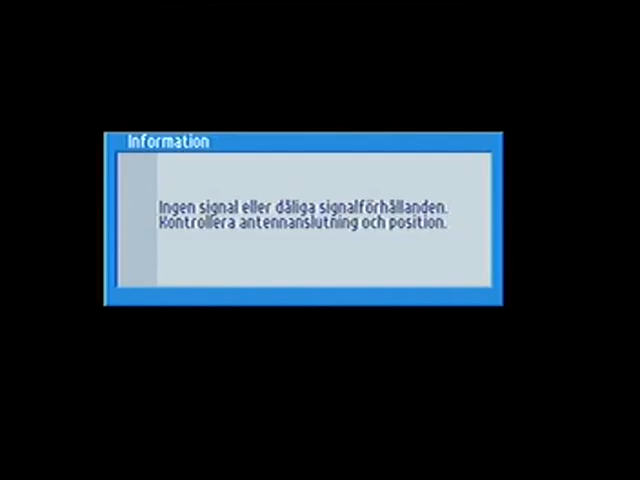 Information
Ingen signal eller dåliga signalförhållanden.
Kontrollera antennanslutning och position.